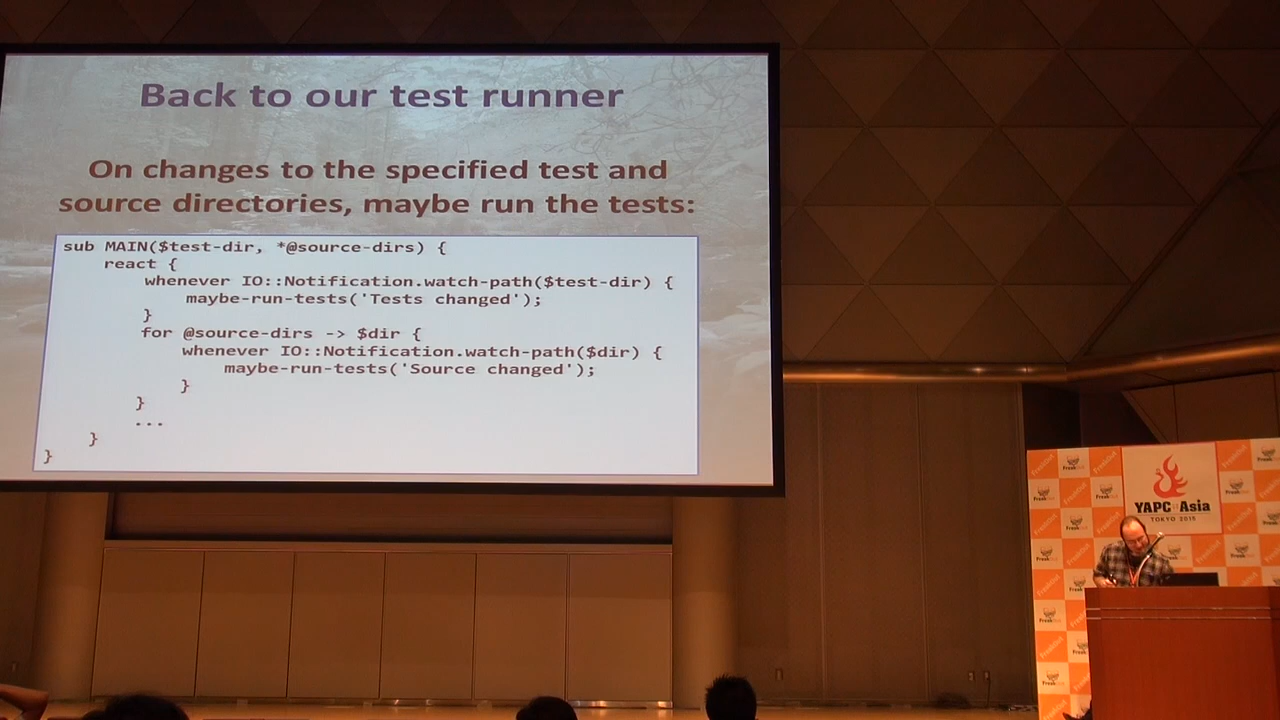 Back to our test runner
On changes to the specified test and
source directories, maybe run the tests:
sub MAIN($test-dir, *@source-dirs) {
react {
whenever IO::Notification.watch-path($test-dir) {
maybe-run-tests('Tests changed');
}
for @source-dirs -> $dir {
whenever IO::Notification.watch-path($dir) {
maybe-run-tests('Source changed');
}
}
...
}
}
YAPC::Asia
TOKYO 2015
FreakOut